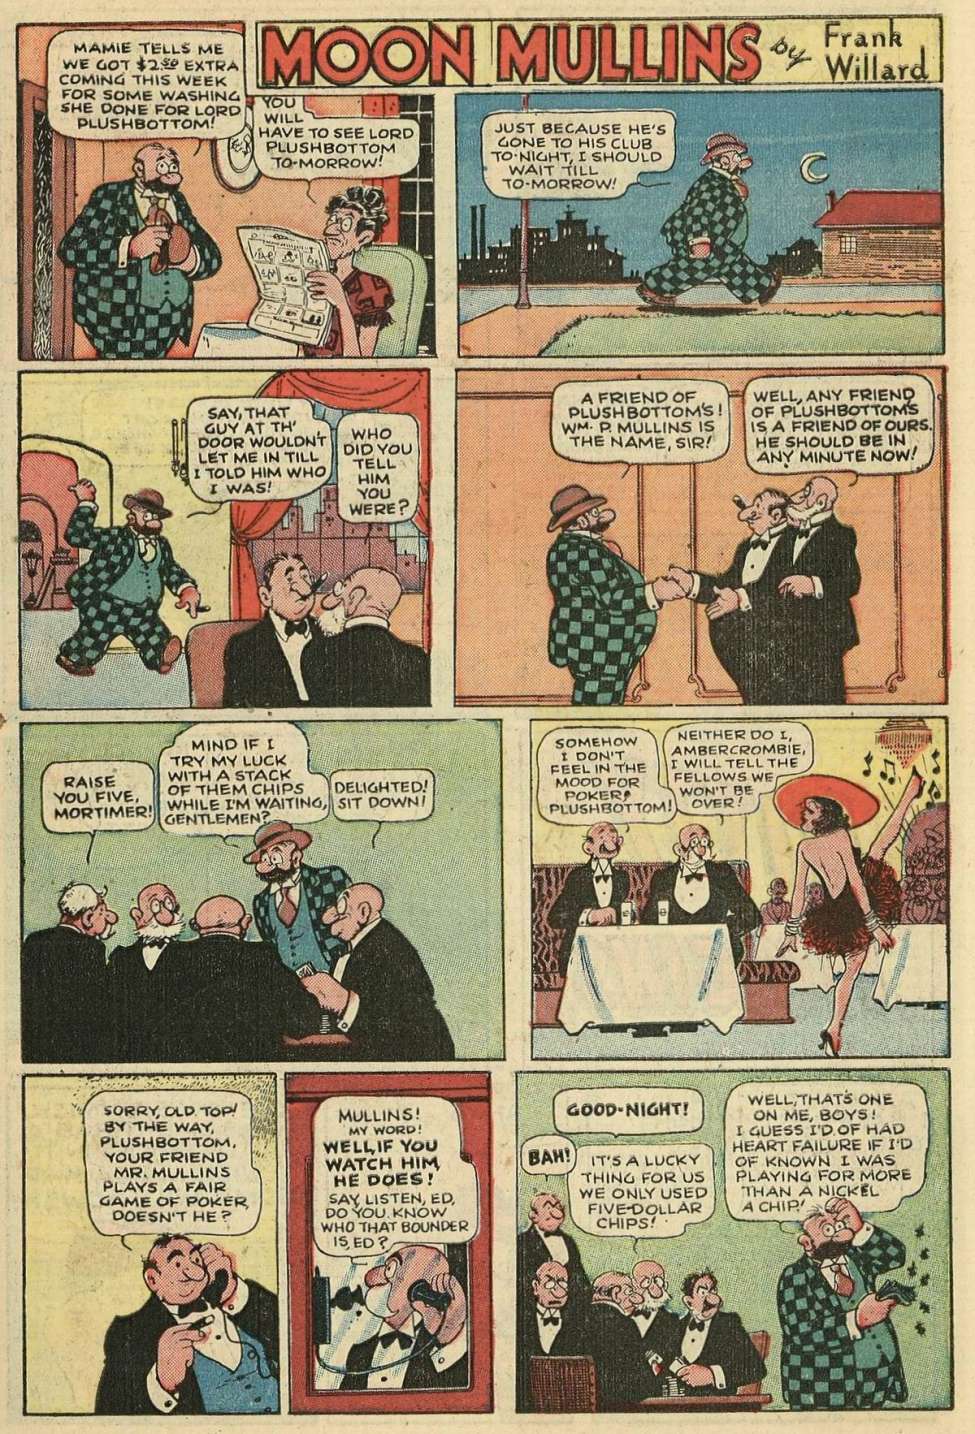 MOON MULLINS
by
Frank
Willard
MAMIE TELLS ME
WE GOT $2.50 EXTRA
COMING THIS WEEK
FOR SOME WASHING
SHE DONE FOR LORD
PLUSHBOTTOM!
YOU
WILL
HAVE TO SEE LORD
PLUSHBOTTOM
TO-MORROW!
JUST BECAUSE HE'S
GONE TO HIS CLUB
TO-NIGHT, I SHOULD
WAIT TILL
TO-MORROW!
SAY, THAT
GUY AT TH'
DOOR WOULDN'T
LET ME IN TILL
I TOLD HIM WHO
I WAS!
WHO
DID YOU
TELL
HIM
YOU
WERE?
A FRIEND OF
PLUSHBOTTOM'S!
WM. P. MULLINS IS
THE NAME, SIR!
WELL, ANY FRIEND
OF PLUSHBOTTOM'S
IS A FRIEND OF OURS.
HE SHOULD BE IN
ANY MINUTE NOW!
RAISE
YOU FIVE,
MORTIMER!
MIND IF I
TRY MY LUCK
WITH A STACK
OF THEM CHIPS
WHILE I'M WAITING,
GENTLEMEN?
DELIGHTED!
SIT DOWN!
SOMEHOW
I DON'T
FEEL IN THE
MOOD FOR
POKER,
PLUSHBOTTOM!
NEITHER DO I,
AMBERCROMBIE,
I WILL TELL THE
FELLOWS WE
WON'T BE
OVER!
SORRY, OLD TOP!
BY THE WAY,
PLUSHBOTTOM,
YOUR FRIEND
MR. MULLINS
PLAYS A FAIR
GAME OF POKER,
DOESN'T HE?
MULLINS!
MY WORD!
WELL, IF YOU
WATCH HIM,
HE DOES!
SAY, LISTEN, ED,
DO YOU KNOW
WHO THAT BOUNDER
IS, ED?
GOOD-NIGHT!
BAH!
IT'S A LUCKY
THING FOR US
WE ONLY USED
FIVE-DOLLAR
CHIPS!
WELL, THAT'S ONE
ON ME, BOYS!
I GUESS I'D OF HAD
HEART FAILURE IF I'D
OF KNOWN I WAS
PLAYING FOR MORE
THAN A NICKEL
A CHIP!